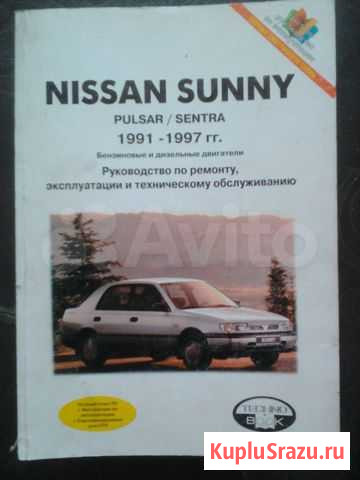 NISSAN SUNNY
PULSAR / SENTRA
1991 -1997 гг.
Бензиновые и дизельные двигатели
Руководство по ремонту,
эксплуатации и техническому обслуживанию
Avito
TECHNO
BOOK
KupluSrazu.ru